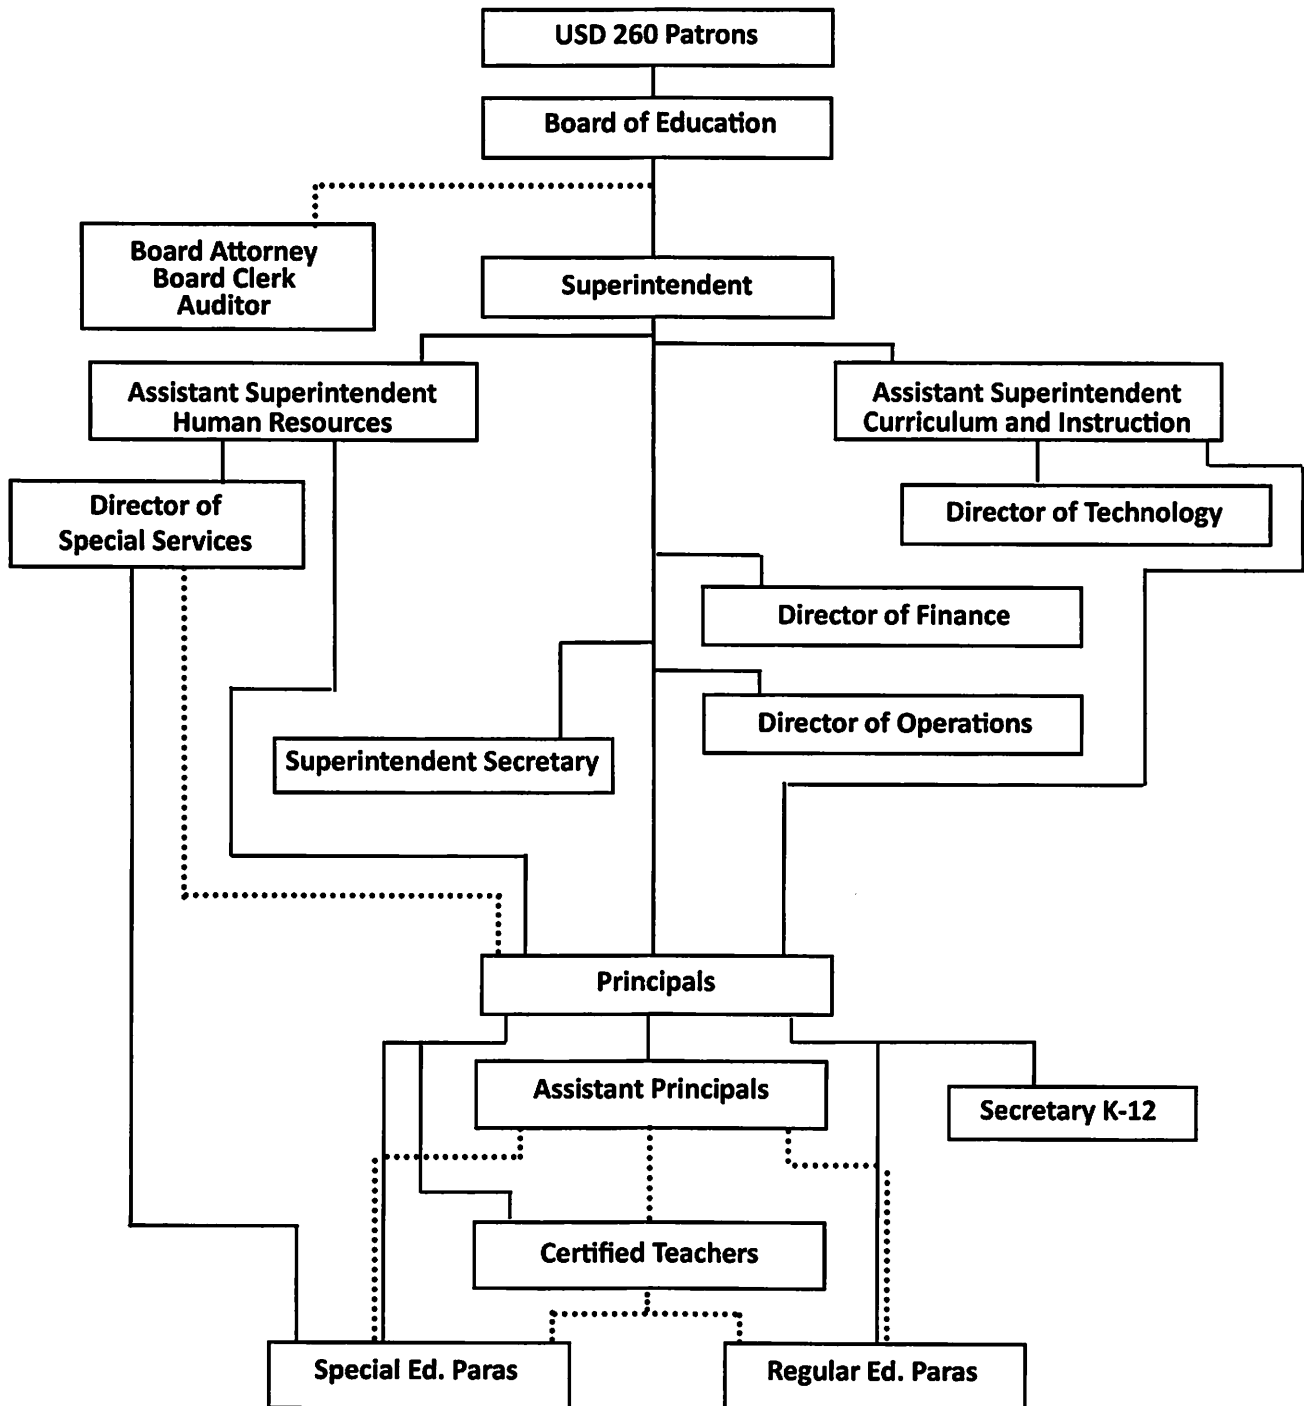 USD 260 Patrons
Board of Education
Board Attorney
Board Clerk
Auditor
Superintendent
Assistant Superintendent
Human Resources
Assistant Superintendent
Curriculum and Instruction
Director of
Special Services
Director of Technology
Director of Finance
Director of Operations
Superintendent Secretary
Principals
Assistant Principals
Secretary K-12
Certified Teachers
Special Ed. Paras
Regular Ed. Paras